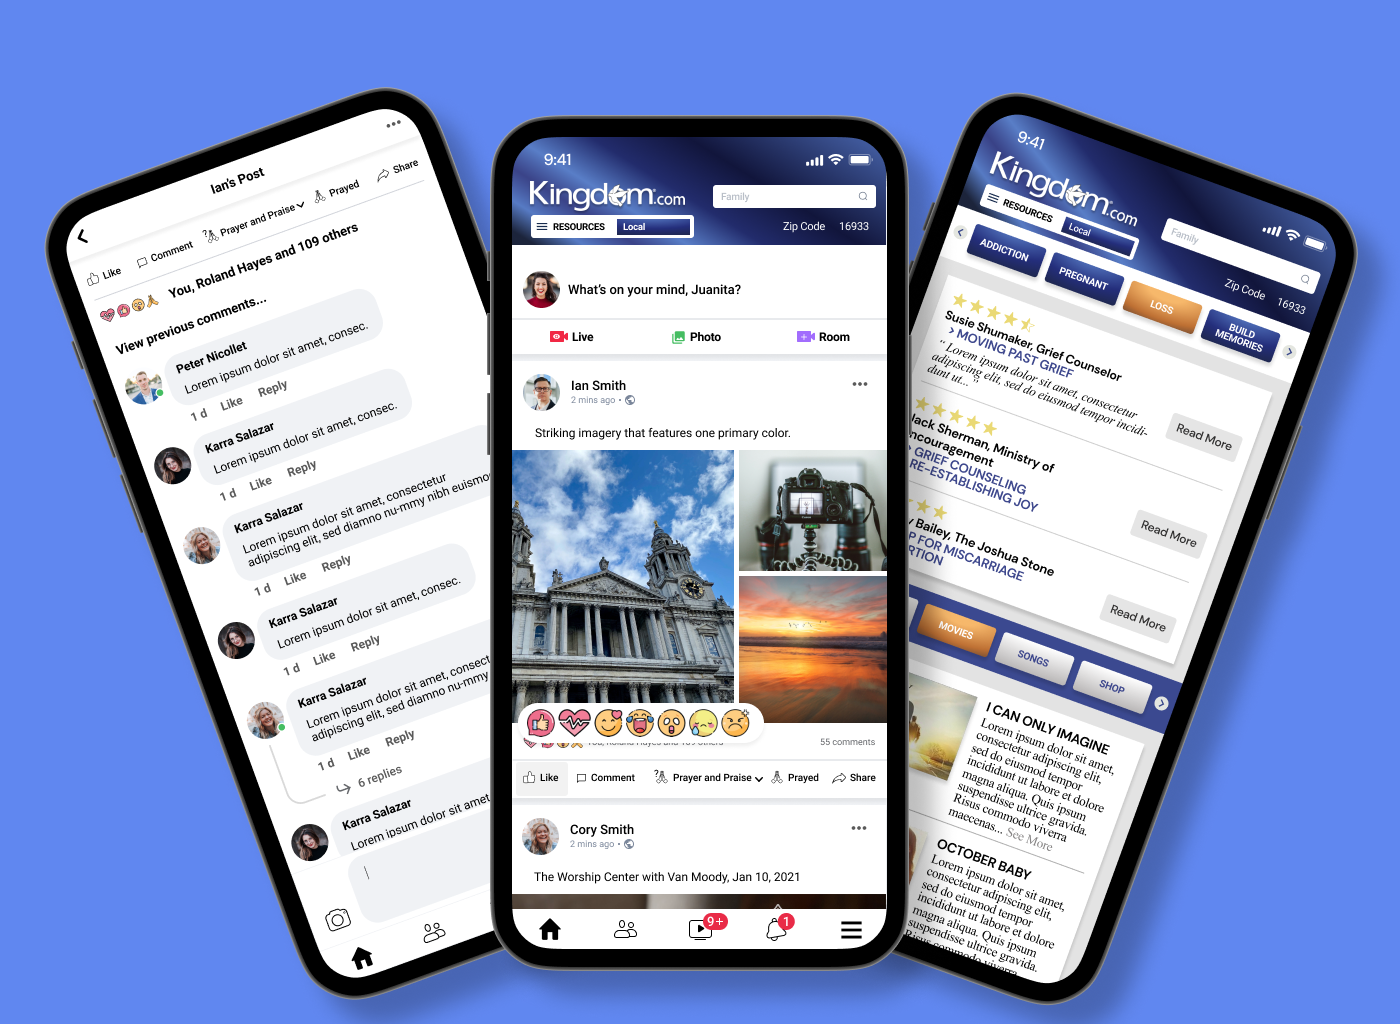 Ian's Post
Like
Comment
Prayer and Praise
Prayed
Share
You, Roland Hayes and 109 others
View previous comments...
Peter Nicollet
Lorem ipsum dolor sit amet, consec.
1 d Like Reply
Karra Salazar
Lorem ipsum dolor sit amet, consec.
1 d Like Reply
Karra Salazar
Lorem ipsum dolor sit amet, consectetur
adipiscing elit, sed diamno nu-mmy nibh euismo
1 d Like Reply
Karra Salazar
Lorem ipsum dolor sit amet, consec.
1 d Like Reply
Karra Salazar
Lorem ipsum dolor sit amet, consect
adipiscing elit, sed diamno nu-mmy
1 d Like Reply
6 replies
Karra Salazar
Lorem ipsum dolor sit amet
9:41
Kingdom.com
Family
RESOURCES
Local
Zip Code 16933
What's on your mind, Juanita?
Live
Photo
Room
Ian Smith
2 mins ago •
Striking imagery that features one primary color.
You, Roland Hayes and 109 others
55 comments
Like
Comment
Prayer and Praise
Prayed
Share
Cory Smith
2 mins ago •
The Worship Center with Van Moody, Jan 10, 2021
9+
1
9:41
Kingdom.com
Family
RESOURCES
Local
Zip Code 16933
ADDICTION
PREGNANT
LOSS
BUILD
MEMORIES
Susie Shumaker, Grief Counselor
> MOVING PAST GRIEF
“ Lorem ipsum dolor sit amet, consectetur
adipiscing elit, sed do eiusmod tempor incidi-
dunt ut... ”
Read More
Jack Sherman, Ministry of
ncouragement
GRIEF COUNSELING
RE-ESTABLISHING JOY
Read More
y Bailey, The Joshua Stone
P FOR MISCARRIAGE
RTION
Read More
MOVIES
SONGS
SHOP
I CAN ONLY IMAGINE
Lorem ipsum dolor sit amet,
consectetur adipiscing elit,
sed do eiusmod tempor
incididunt ut labore et dolore
magna aliqua. Quis ipsum
suspendisse ultrice gravida.
Risus commodo viverra
maecenas... See More
OCTOBER BABY
Lorem ipsum dolor sit amet,
consectetur adipiscing elit,
sed do eiusmod tempor
incididunt ut labore et dolore
magna aliqua. Quis ipsum
suspendisse ultrice gravida.
Risus commodo viverra